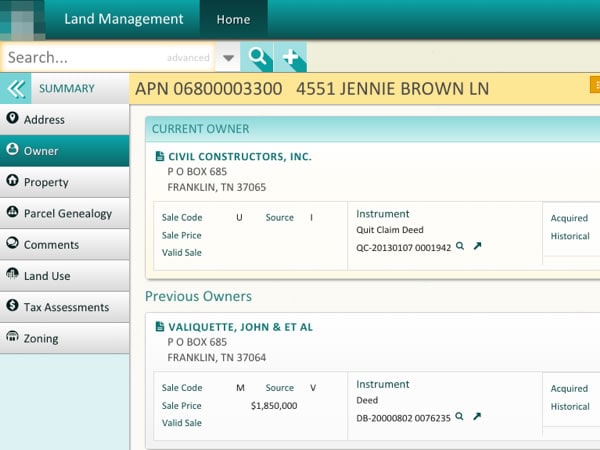 Land Management Home
Search... advanced
SUMMARY
APN 06800003300 4551 JENNIE BROWN LN
Address
Owner
Property
Parcel Genealogy
Comments
Land Use
Tax Assessments
Zoning
CURRENT OWNER
CIVIL CONSTRUCTORS, INC.
P O BOX 685
FRANKLIN, TN 37065
Sale Code U Source I
Sale Price
Valid Sale
Instrument
Quit Claim Deed
QC-20130107 0001942
Acquired
Historical
Previous Owners
VALIQUETTE, JOHN & ET AL
P O BOX 685
FRANKLIN, TN 37064
Sale Code M Source V
Sale Price $1,850,000
Valid Sale
Instrument
Deed
DB-20000802 0076235
Acquired
Historical